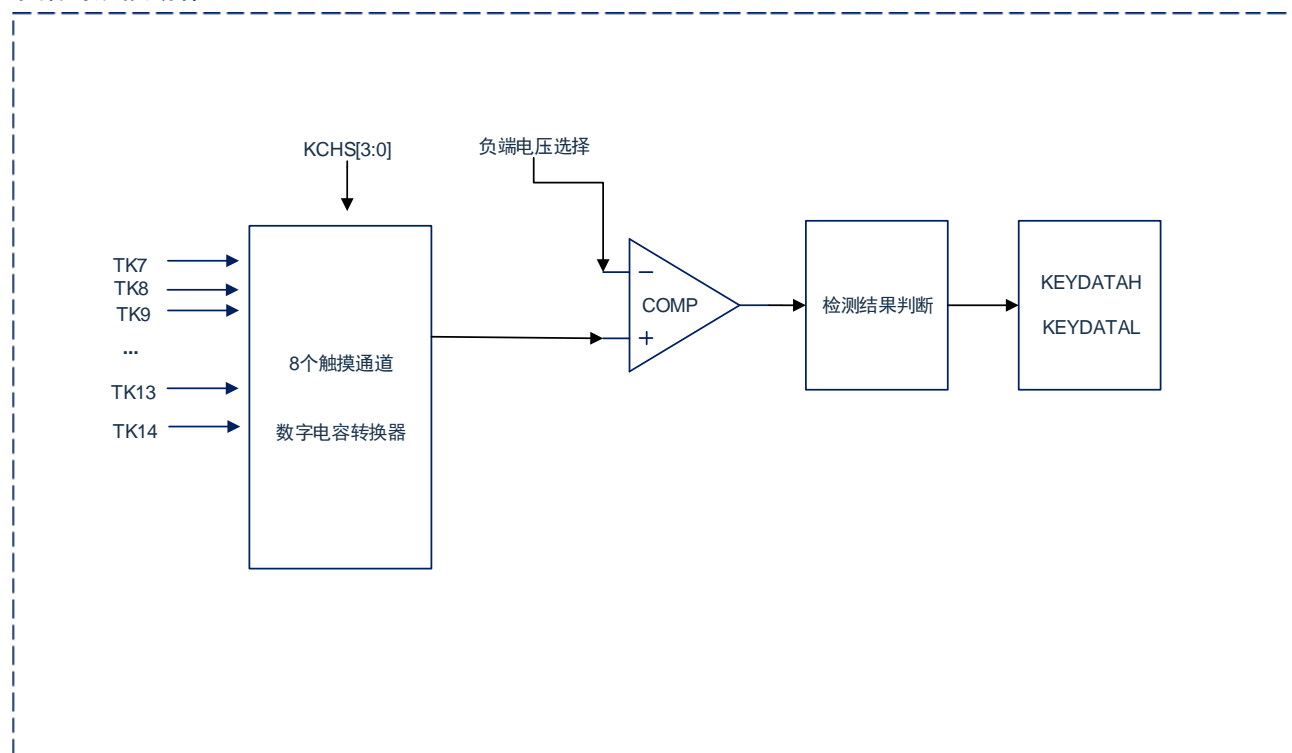 KCHS[3:0]
负端电压选择
TK7
TK8
TK9
...
TK13
TK14
8个触摸通道
数字电容转换器
COMP
检测结果判断
KEYDATAH
KEYDATAL